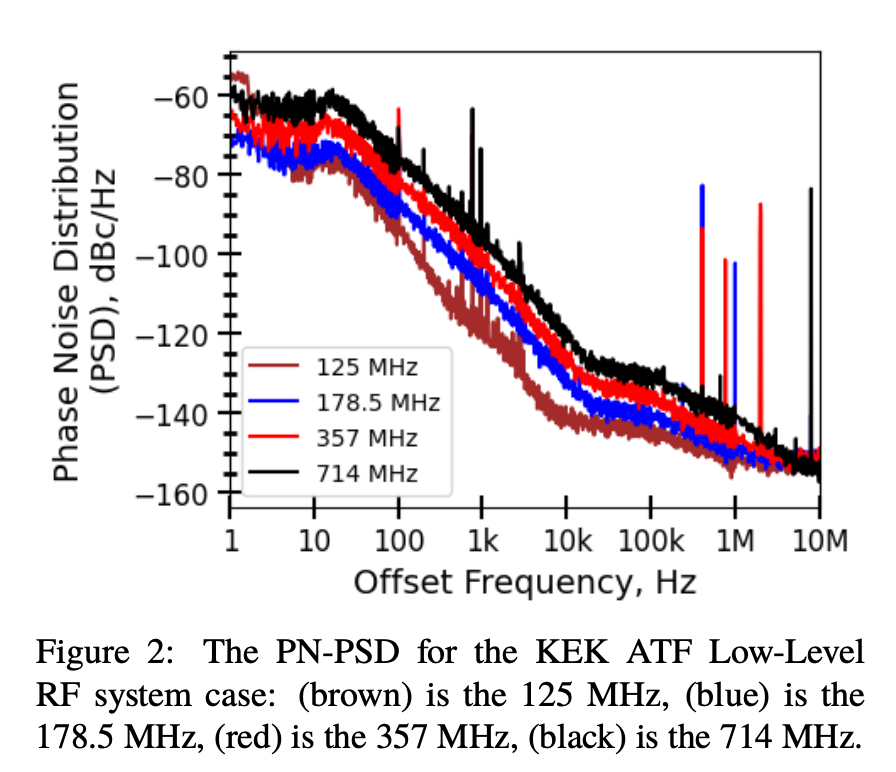 Phase Noise Distribution
(PSD), dBc/Hz
−60
−80
−100
−120
−140
−160
125 MHz
178.5 MHz
357 MHz
714 MHz
1 10 100 1k 10k 100k 1M 10M
Offset Frequency, Hz
Figure 2: The PN-PSD for the KEK ATF Low-Level
RF system case: (brown) is the 125 MHz, (blue) is the
178.5 MHz, (red) is the 357 MHz, (black) is the 714 MHz.